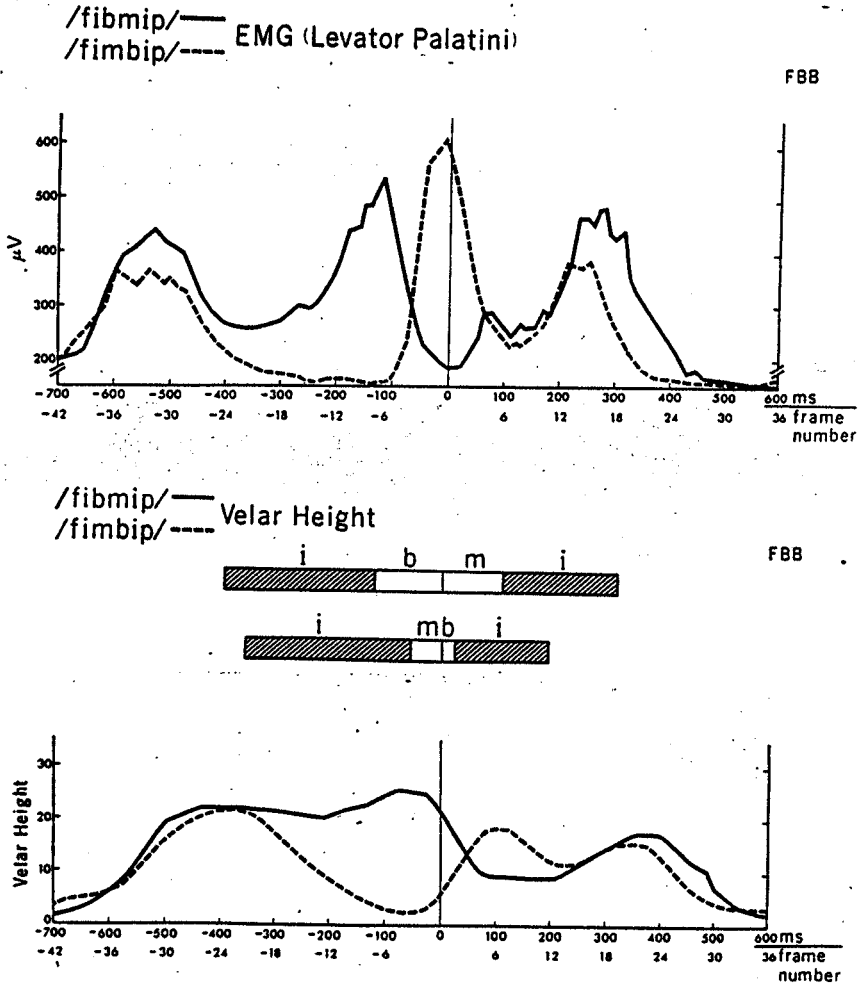 /fibmip/ — EMG (Levator Palatini)
/fimbip/ ----
FBB
600
500
400
300
200
μV
-700 -600 -500 -400 -300 -200 -100 0 100 200 300 400 500 600 ms
-42 -36 -30 -24 -18 -12 -6 6 12 18 24 30 36 frame number
/fibmip/ — Velar Height
/fimbip/ ----
FBB
i b m i
i mb i
30
20
10
0
Velar Height
-700 -600 -500 -400 -300 -200 -100 0 100 200 300 400 500 600 ms
-42 -36 -30 -24 -18 -12 -6 6 12 18 24 30 36 frame number